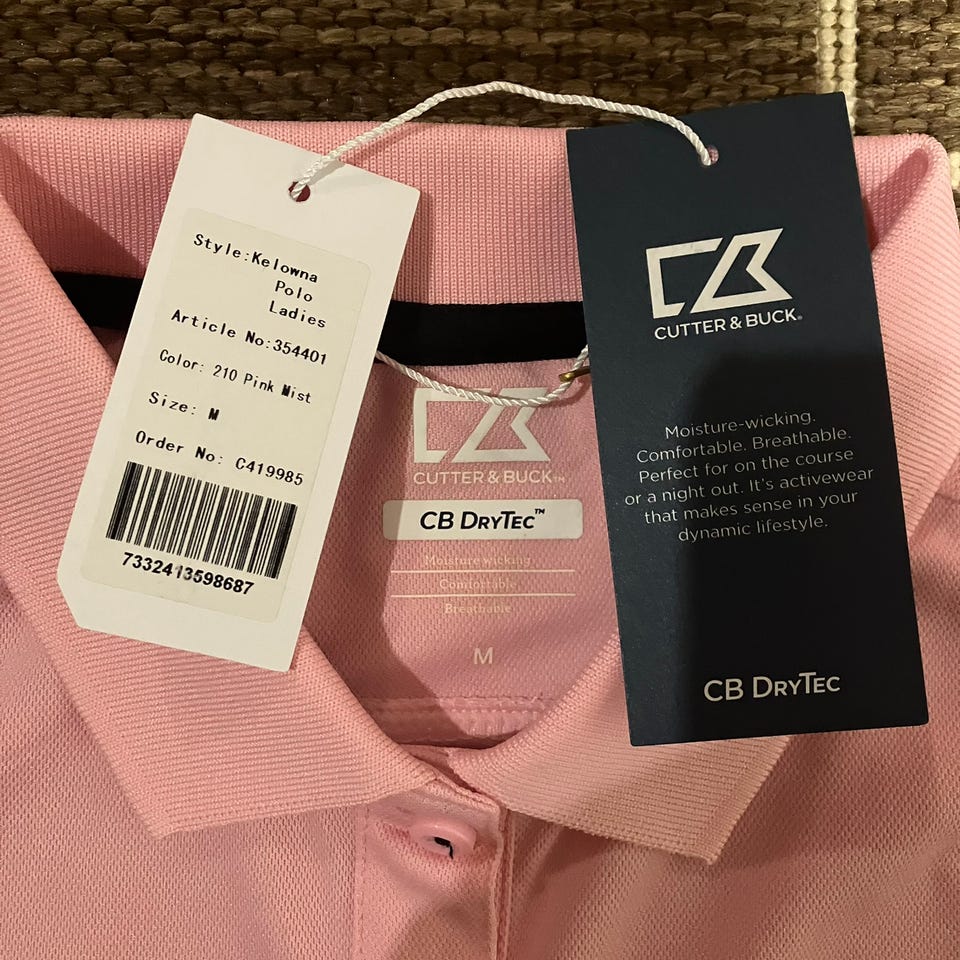 Style:Kelowna
Polo
Ladies
Article No:354401
Color: 210 Pink Mist
Size: M
Order No: C419985
7332413598687
CUTTER & BUCK™
CB DRYTEC™
Moisture wicking.
Comfortable.
Breathable
M
CUTTER & BUCK®
Moisture-wicking.
Comfortable. Breathable.
Perfect for on the course
or a night out. It's activewear
that makes sense in your
dynamic lifestyle.
CB DRYTEC